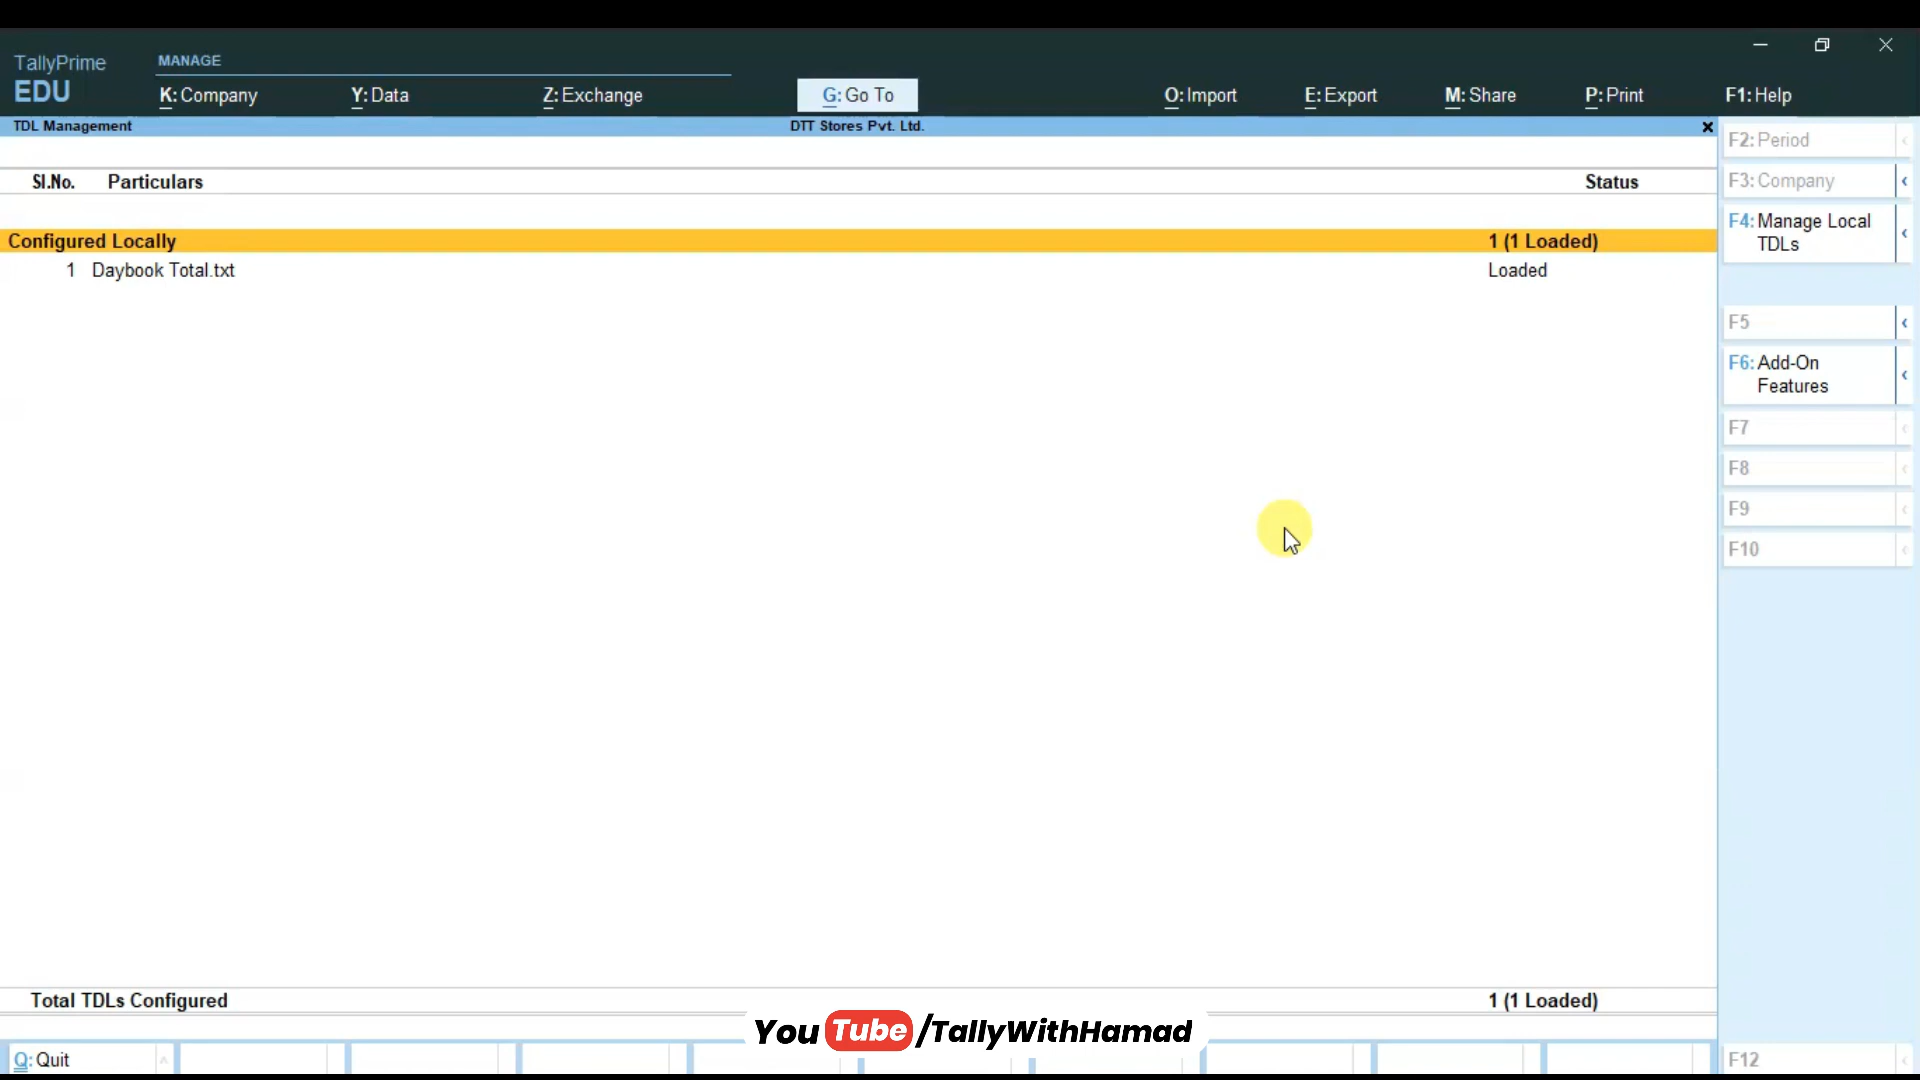 TallyPrime
EDU
MANAGE
K: Company
Y: Data
Z: Exchange
G: Go To
O: Import
E: Export
M: Share
P: Print
F1: Help
TDL Management
DTT Stores Pvt. Ltd.
Sl.No. Particulars Status
Configured Locally 1 (1 Loaded)
1 Daybook Total.txt Loaded
Total TDLs Configured 1 (1 Loaded)
F2: Period
F3: Company
F4: Manage Local
TDLs
F5
F6: Add-On
Features
F7
F8
F9
F10
F12
YouTube/TallyWithHamad
Q: Quit